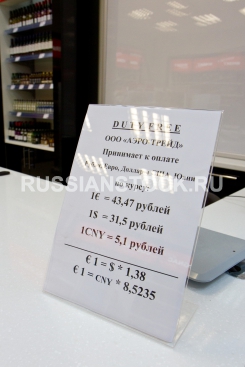 DUTY FREE
ООО «АЭРО ТРЕЙД»
Принимает к оплате
по курсу:
1€ = 43,47 рублей
1$ = 31,5 рублей
1CNY = 5,1 рублей
€ 1 = $ * 1,38
€ 1 = CNY * 8,5235
RUSSIANSTOCK.RU